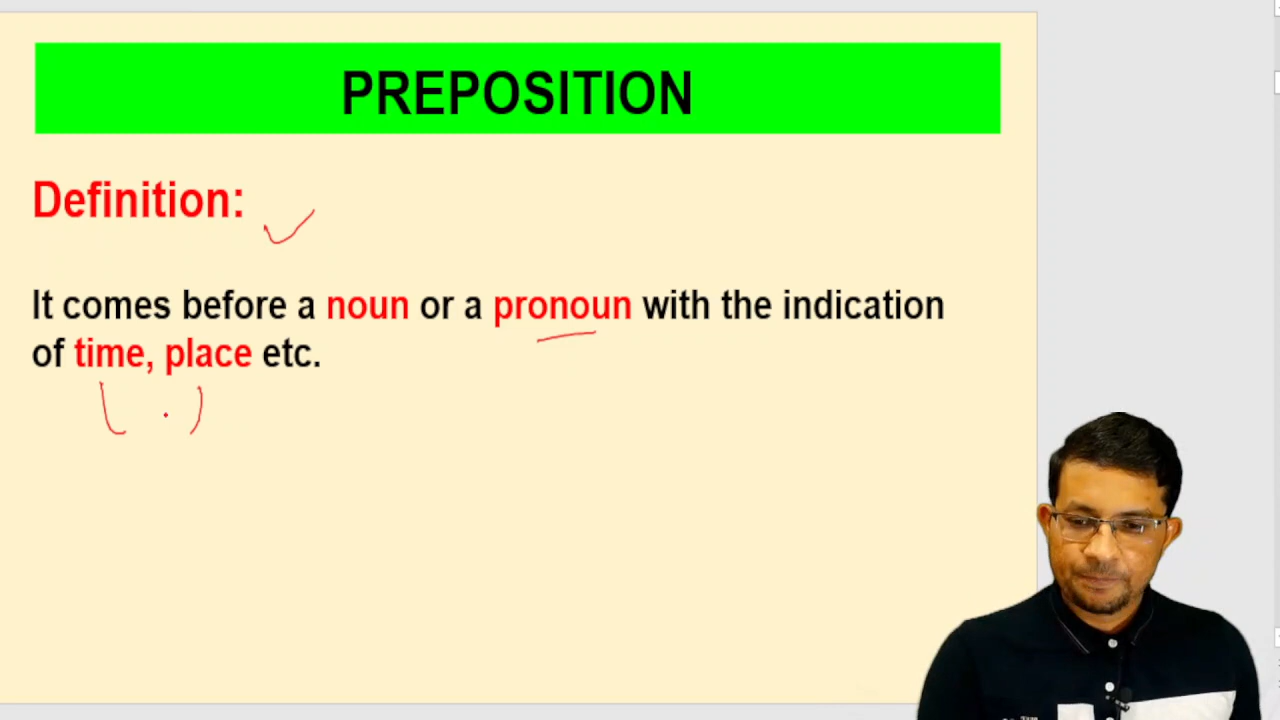 PREPOSITION
Definition:
It comes before a noun or a pronoun with the indication
of time, place etc.